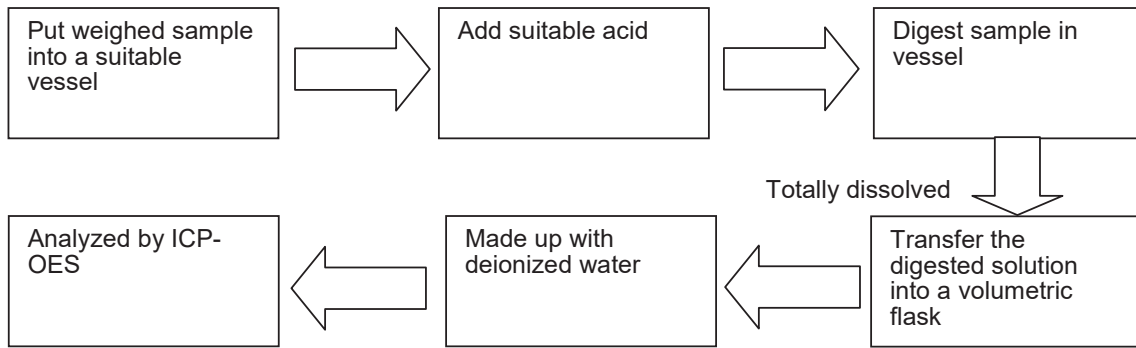 Put weighed sample
into a suitable
vessel
Add suitable acid
Digest sample in
vessel
Totally dissolved
Transfer the
digested solution
into a volumetric
flask
Made up with
deionized water
Analyzed by ICP-
OES